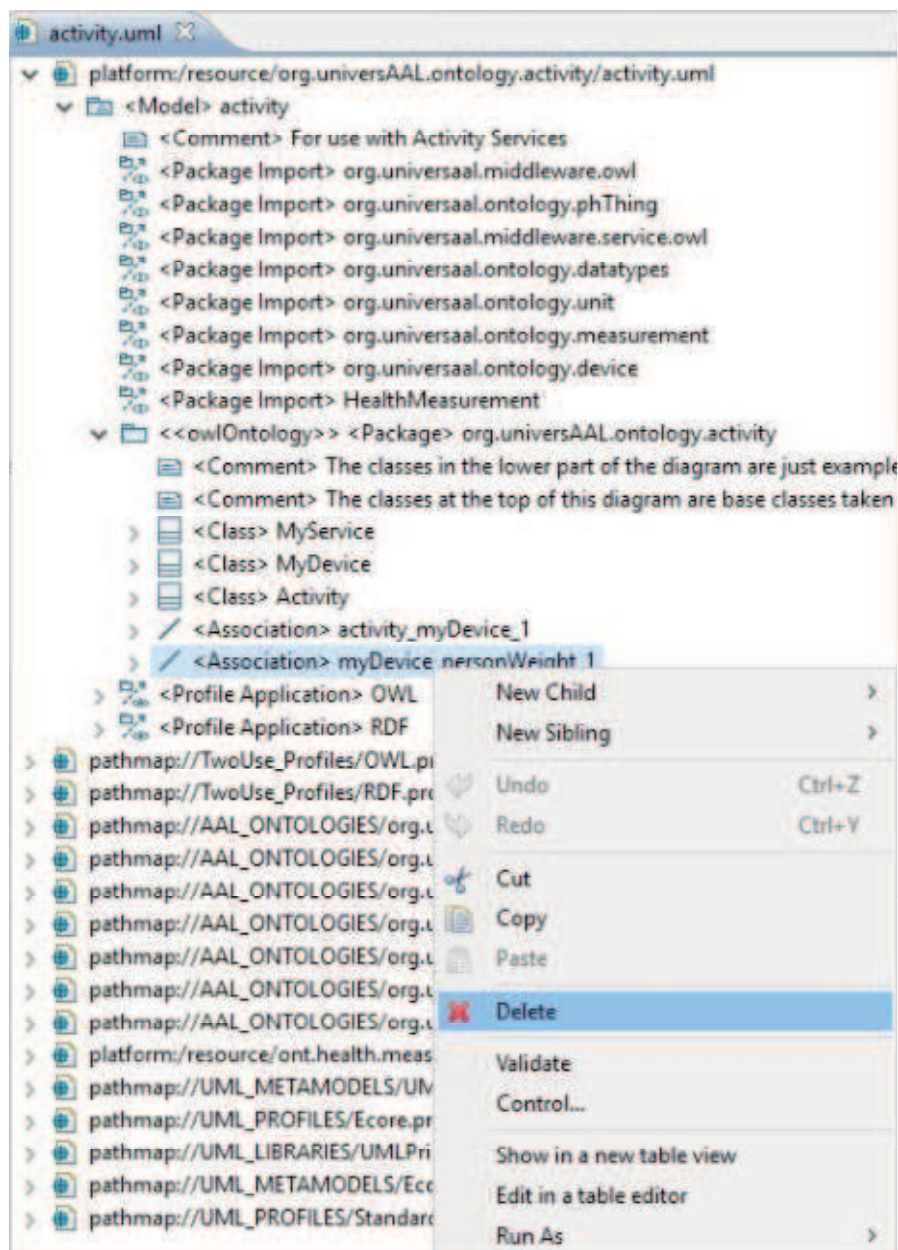 activity.uml
platform:/resource/org.universAAL.ontology.activity/activity.uml
<Model> activity
<Comment> For use with Activity Services
<Package Import> org.universaal.middleware.owl
<Package Import> org.universaal.ontology.phThing
<Package Import> org.universaal.middleware.service.owl
<Package Import> org.universaal.ontology.datatypes
<Package Import> org.universaal.ontology.unit
<Package Import> org.universaal.ontology.measurement
<Package Import> org.universaal.ontology.device
<Package Import> HealthMeasurement
<<owlOntology>> <Package> org.universAAL.ontology.activity
<Comment> The classes in the lower part of the diagram are just example
<Comment> The classes at the top of this diagram are base classes taken
<Class> MyService
<Class> MyDevice
<Class> Activity
<Association> activity_myDevice_1
<Association> myDevice_personWeight_1
<Profile Application> OWL
<Profile Application> RDF
pathmap://TwoUse_Profiles/OWL.pr
pathmap://TwoUse_Profiles/RDF.pro
pathmap://AAL_ONTOLOGIES/org.u
pathmap://AAL_ONTOLOGIES/org.u
pathmap://AAL_ONTOLOGIES/org.u
pathmap://AAL_ONTOLOGIES/org.u
pathmap://AAL_ONTOLOGIES/org.u
pathmap://AAL_ONTOLOGIES/org.u
pathmap://AAL_ONTOLOGIES/org.u
platform:/resource/ont.health.meas
pathmap://UML_METAMODELS/UM
pathmap://UML_PROFILES/Ecore.pr
pathmap://UML_LIBRARIES/UMLPri
pathmap://UML_METAMODELS/Eco
pathmap://UML_PROFILES/Standard
New Child
New Sibling
Undo Ctrl+Z
Redo Ctrl+Y
Cut
Copy
Paste
Delete
Validate
Control...
Show in a new table view
Edit in a table editor
Run As